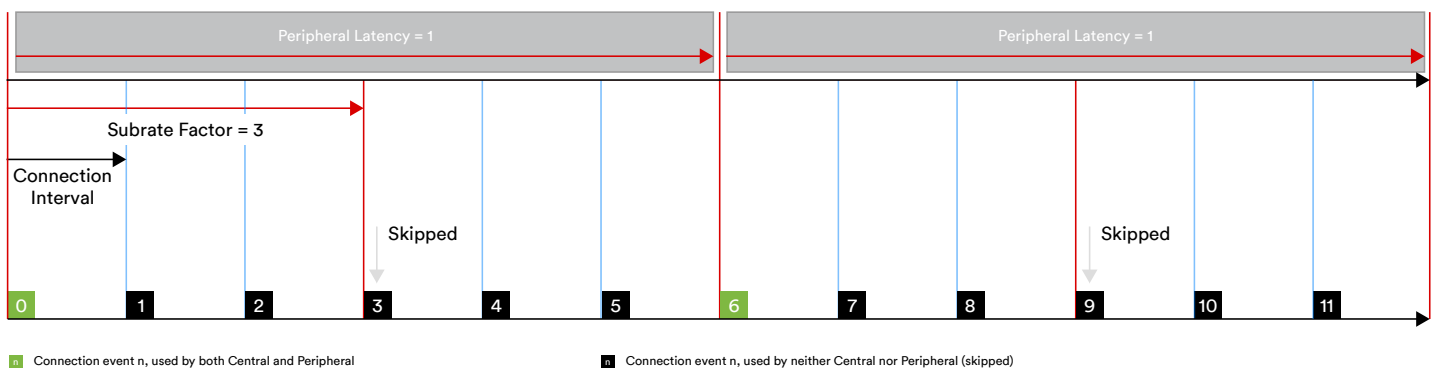 Peripheral Latency = 1
Peripheral Latency = 1
Subrate Factor = 3
Connection
Interval
Skipped
Skipped
0
1
2
3
4
5
6
7
8
9
10
11
n Connection event n, used by both Central and Peripheral
n Connection event n, used by neither Central nor Peripheral (skipped)